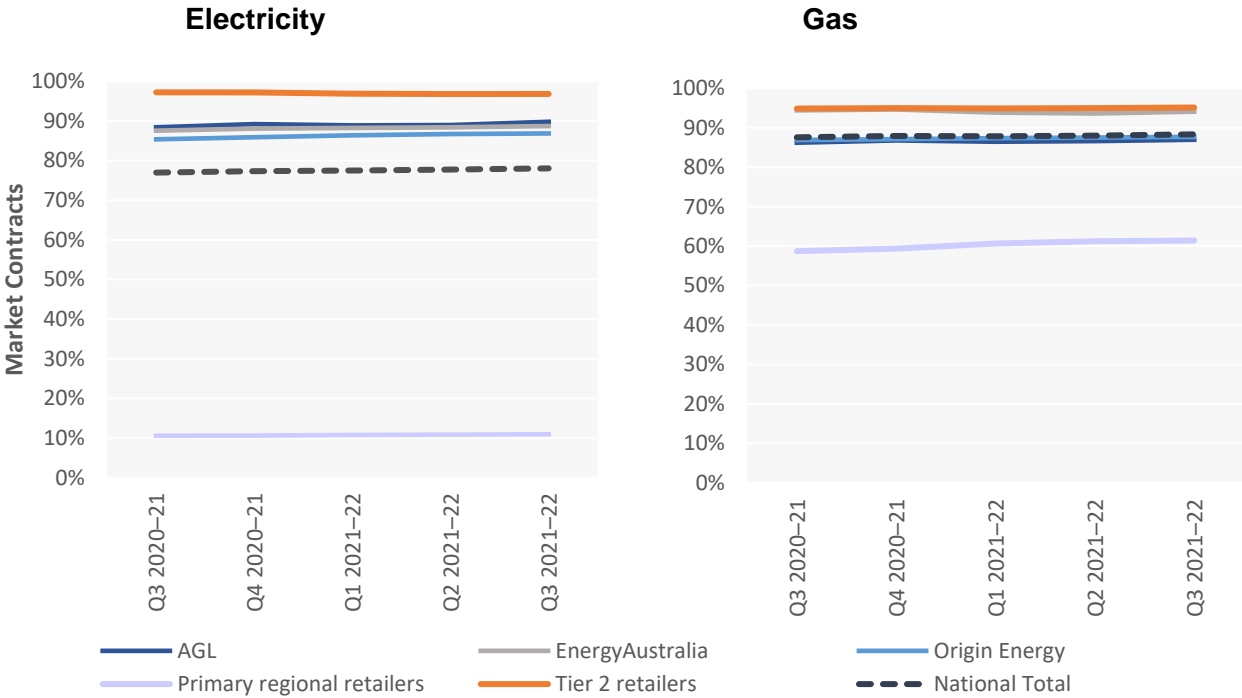 Electricity
Gas
Market Contracts
100%
90%
80%
70%
60%
50%
40%
30%
20%
10%
0%
Q3 2020–21
Q4 2020–21
Q1 2021–22
Q2 2021–22
Q3 2021–22
100%
90%
80%
70%
60%
50%
40%
30%
20%
10%
0%
Q3 2020–21
Q4 2020–21
Q1 2021–22
Q2 2021–22
Q3 2021–22
AGL
EnergyAustralia
Origin Energy
Primary regional retailers
Tier 2 retailers
National Total